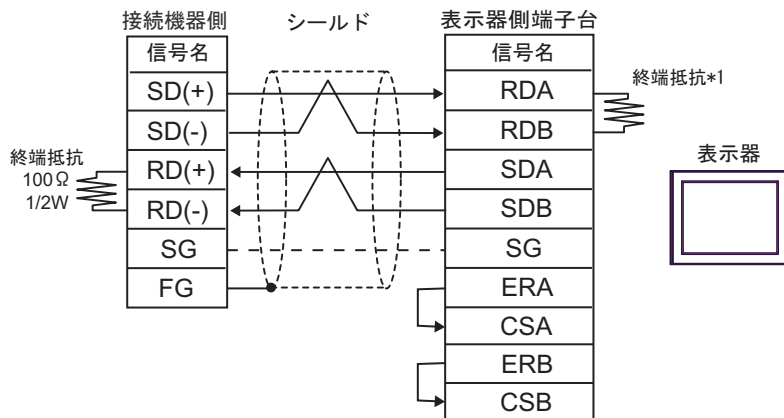 接続機器側
シールド
表示器側端子台
信号名
信号名
SD(+)
RDA
終端抵抗*1
SD(-)
RDB
終端抵抗
100Ω
1/2W
RD(+)
SDA
表示器
RD(-)
SDB
SG
SG
FG
ERA
CSA
ERB
CSB